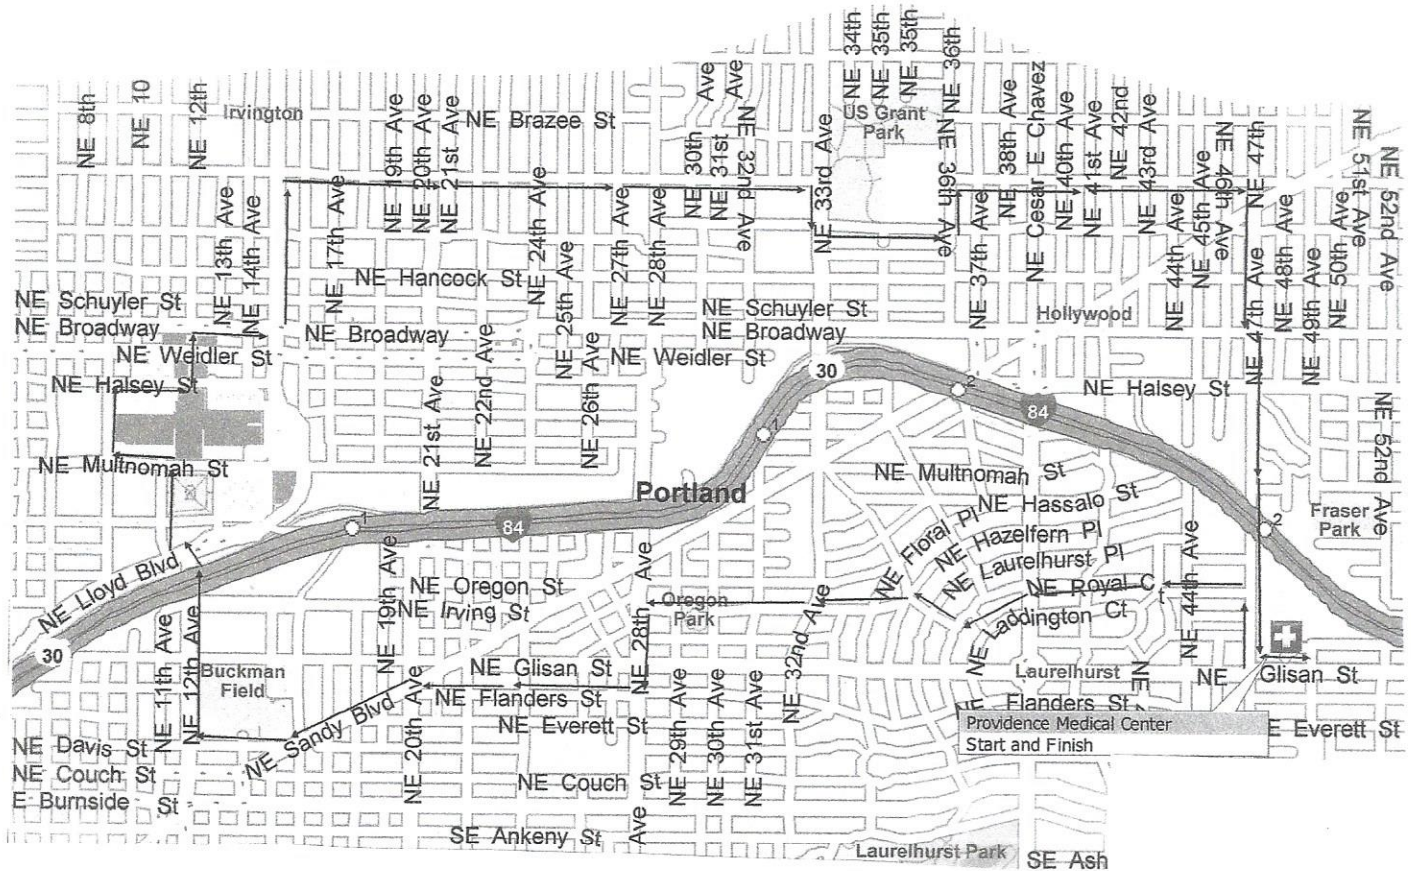 NE 8th
NE 10
NE 12th
Irvington
NE 19th Ave
NE 20th Ave
NE 21st Ave
NE Brazee St
NE 30th Ave
NE 31st Ave
NE 32nd Ave
NE 33rd Ave
NE 34th
NE 35th
NE 35th
US Grant
Park
NE 36th
NE 36th Ave
NE 38th Ave
NE Cesar E Chavez
NE 40th Ave
NE 41st Ave
NE 42nd
NE 43rd Ave
NE 45th Ave
NE 46th Ave
NE 47th
NE 51st Ave
NE 52nd Ave
NE 13th Ave
NE 14th Ave
NE 17th Ave
NE 24th Ave
NE 25th Ave
NE 27th Ave
NE 28th Ave
NE 37th Ave
NE 44th Ave
NE 47th Ave
NE 48th Ave
NE 49th Ave
NE 50th Ave
NE Hancock St
NE Schuyler St
NE Broadway
NE Weidler St
NE Halsey St
NE Broadway
NE Schuyler St
NE Broadway
NE Weidler St
Hollywood
NE 21st Ave
NE 22nd Ave
NE 26th Ave
30
2
84
NE Halsey St
NE 52nd Ave
NE Multnomah St
1
NE Multnomah St
Portland
NE Hassalo St
Fraser
Park
1
84
2
NE Floral Pl
NE Hazelfern Pl
NE Laurelhurst Pl
NE Royal Ct
NE Laddington Ct
NE 44th Ave
NE Lloyd Blvd
30
NE 11th Ave
NE 12th Ave
NE 19th Ave
NE Oregon St
NE Irving St
NE 28th Ave
Oregon
Park
NE 32nd Ave
Buckman
Field
NE Glisan St
NE Flanders St
NE Everett St
NE Sandy Blvd
NE 20th Ave
NE 29th Ave
NE 30th Ave
NE 31st Ave
Laurelhurst
NE
NE Glisan St
NE Flanders St
Providence Medical Center
Start and Finish
E Everett St
NE Davis St
NE Couch St
E Burnside St
NE Couch St
SE Ankeny St
Ave
Laurelhurst Park
SE Ash